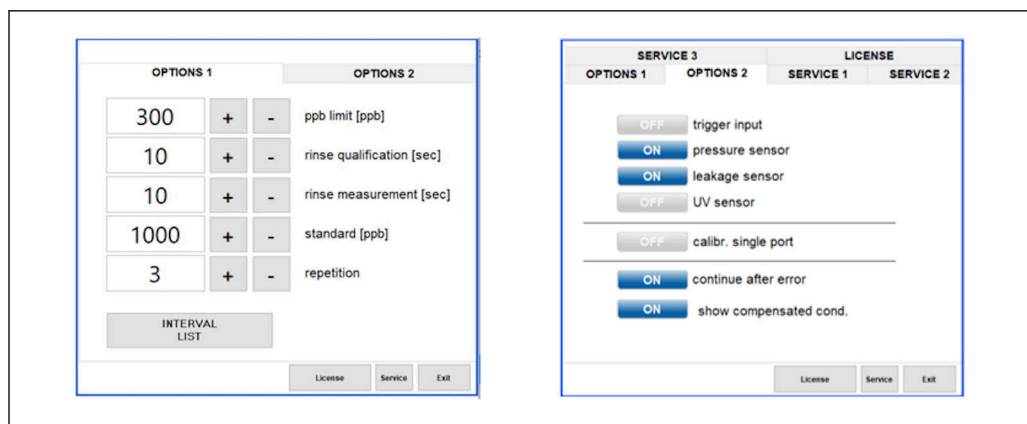 OPTIONS 1 OPTIONS 2
300 + - ppb limit [ppb]
10 + - rinse qualification [sec]
10 + - rinse measurement [sec]
1000 + - standard [ppb]
3 + - repetition
INTERVAL
LIST
License Service Exit
SERVICE 3 LICENSE
OPTIONS 1 OPTIONS 2 SERVICE 1 SERVICE 2
OFF trigger input
ON pressure sensor
ON leakage sensor
OFF UV sensor
OFF calibr. single port
ON continue after error
ON show compensated cond.
License Service Exit